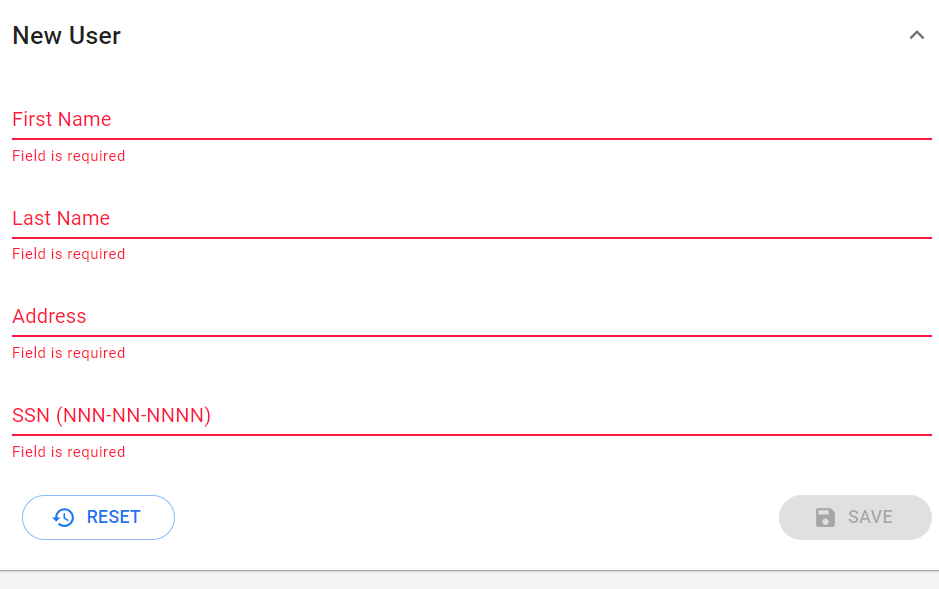 New User
First Name
Field is required
Last Name
Field is required
Address
Field is required
SSN (NNN-NN-NNNN)
Field is required
RESET
SAVE